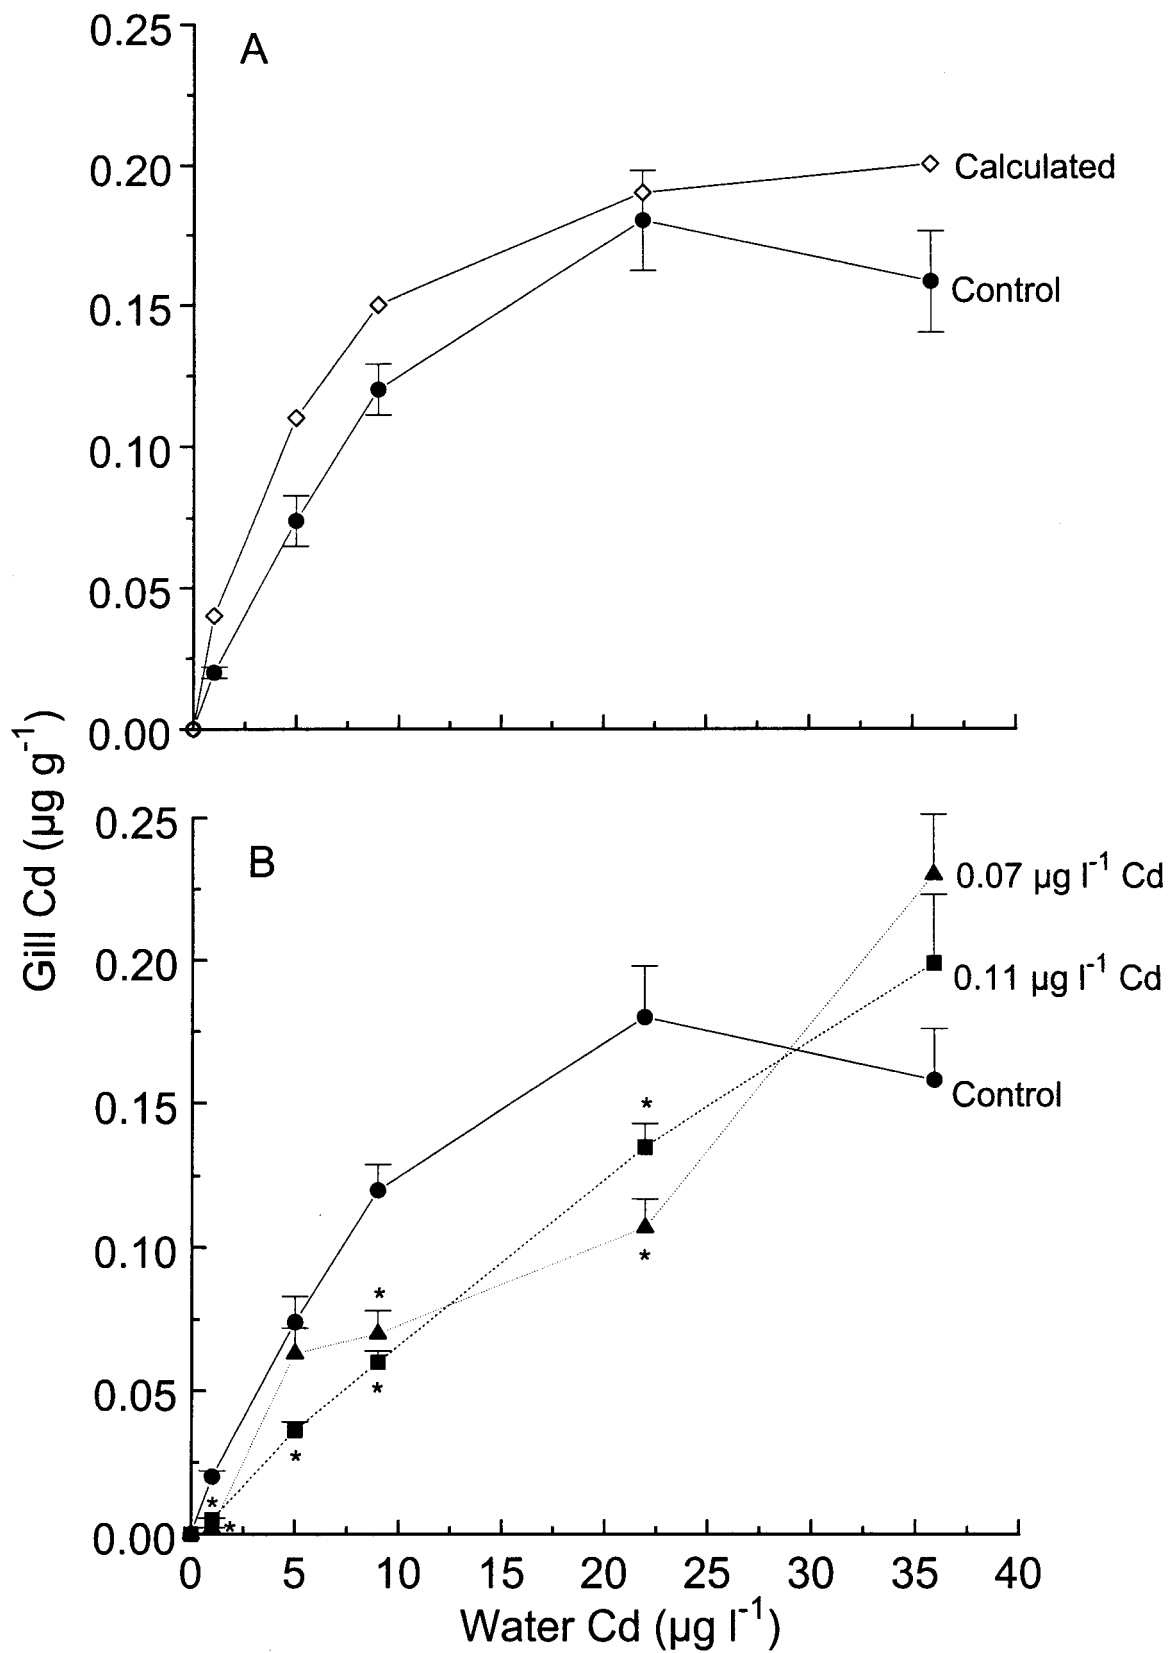 0.25
A
0.20
Calculated
0.15
Control
0.10
0.05
0.00
Gill Cd (µg g⁻¹)
0.25
B
0.07 µg l⁻¹ Cd
0.20
0.11 µg l⁻¹ Cd
0.15
*
Control
0.10
*
*
0.05
*
*
*
*
0.00
0 5 10 15 20 25 30 35 40
Water Cd (µg l⁻¹)